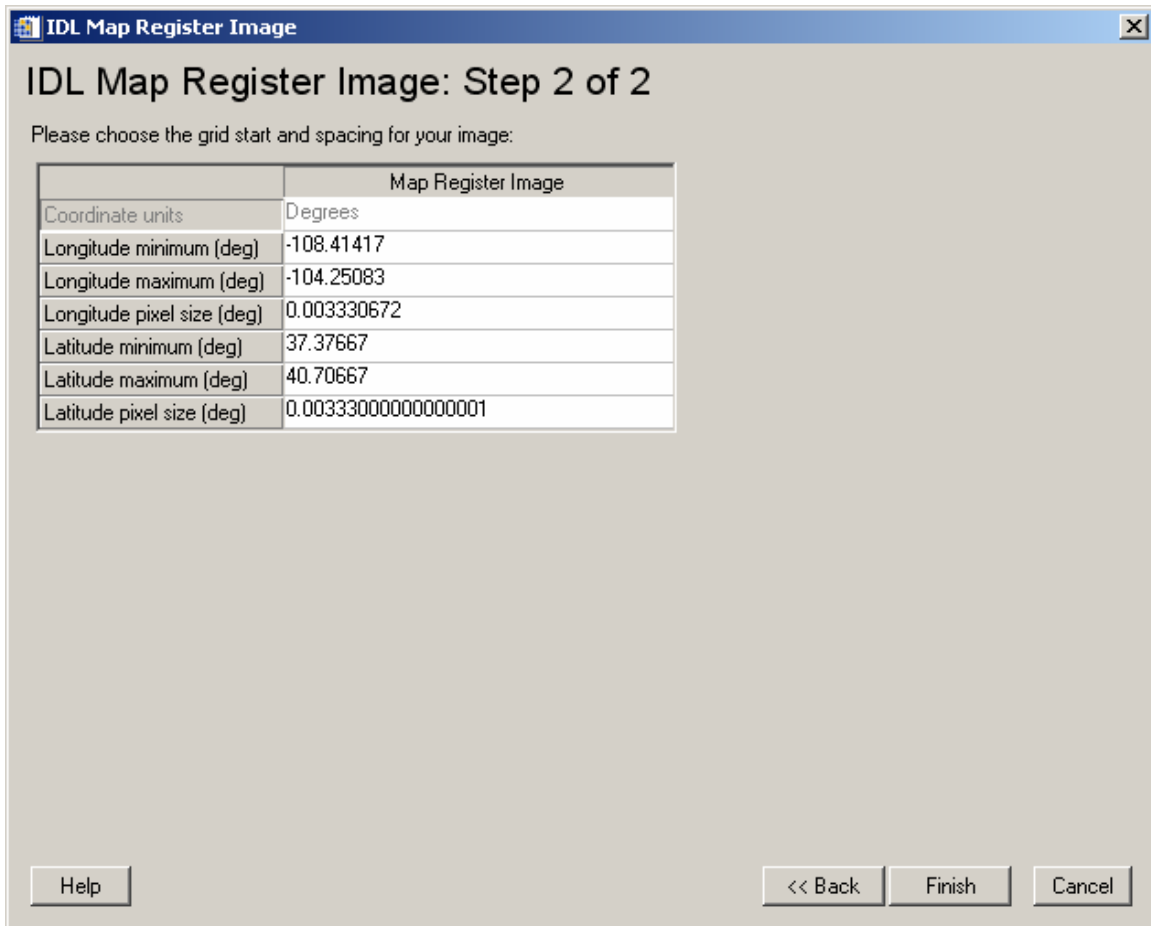 IDL Map Register Image
IDL Map Register Image: Step 2 of 2
Please choose the grid start and spacing for your image:
Map Register Image
Coordinate units Degrees
Longitude minimum (deg) -108.41417
Longitude maximum (deg) -104.25083
Longitude pixel size (deg) 0.003330672
Latitude minimum (deg) 37.37667
Latitude maximum (deg) 40.70667
Latitude pixel size (deg) 0.00333000000000001
Help << Back Finish Cancel